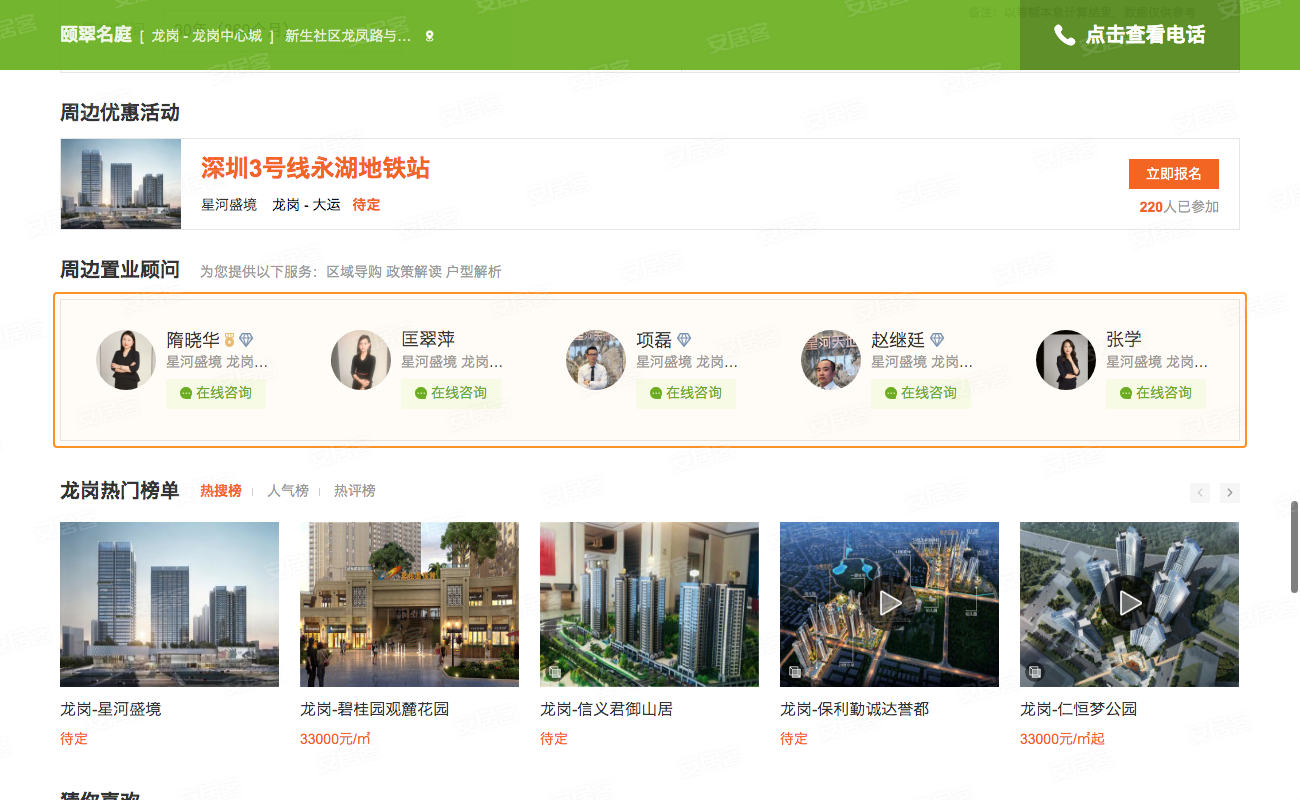 颐翠名庭 [ 龙岗 - 龙岗中心城 ] 新生社区龙凤路与...
点击查看电话
周边优惠活动
深圳3号线永湖地铁站
星河盛境 龙岗 - 大运 待定
立即报名
220人已参加
周边置业顾问 为您提供以下服务: 区域导购 政策解读 户型解析
隋晓华
星河盛境 龙岗...
在线咨询
匡翠萍
星河盛境 龙岗...
在线咨询
项磊
星河盛境 龙岗...
在线咨询
赵继廷
星河盛境 龙岗...
在线咨询
张学
星河盛境 龙岗...
在线咨询
龙岗热门榜单 热搜榜 人气榜 热评榜
龙岗-星河盛境
待定
龙岗-碧桂园观麓花园
33000元/㎡
龙岗-信义君御山居
待定
龙岗-保利勤诚达誉都
待定
龙岗-仁恒梦公园
33000元/㎡起
猜你喜欢